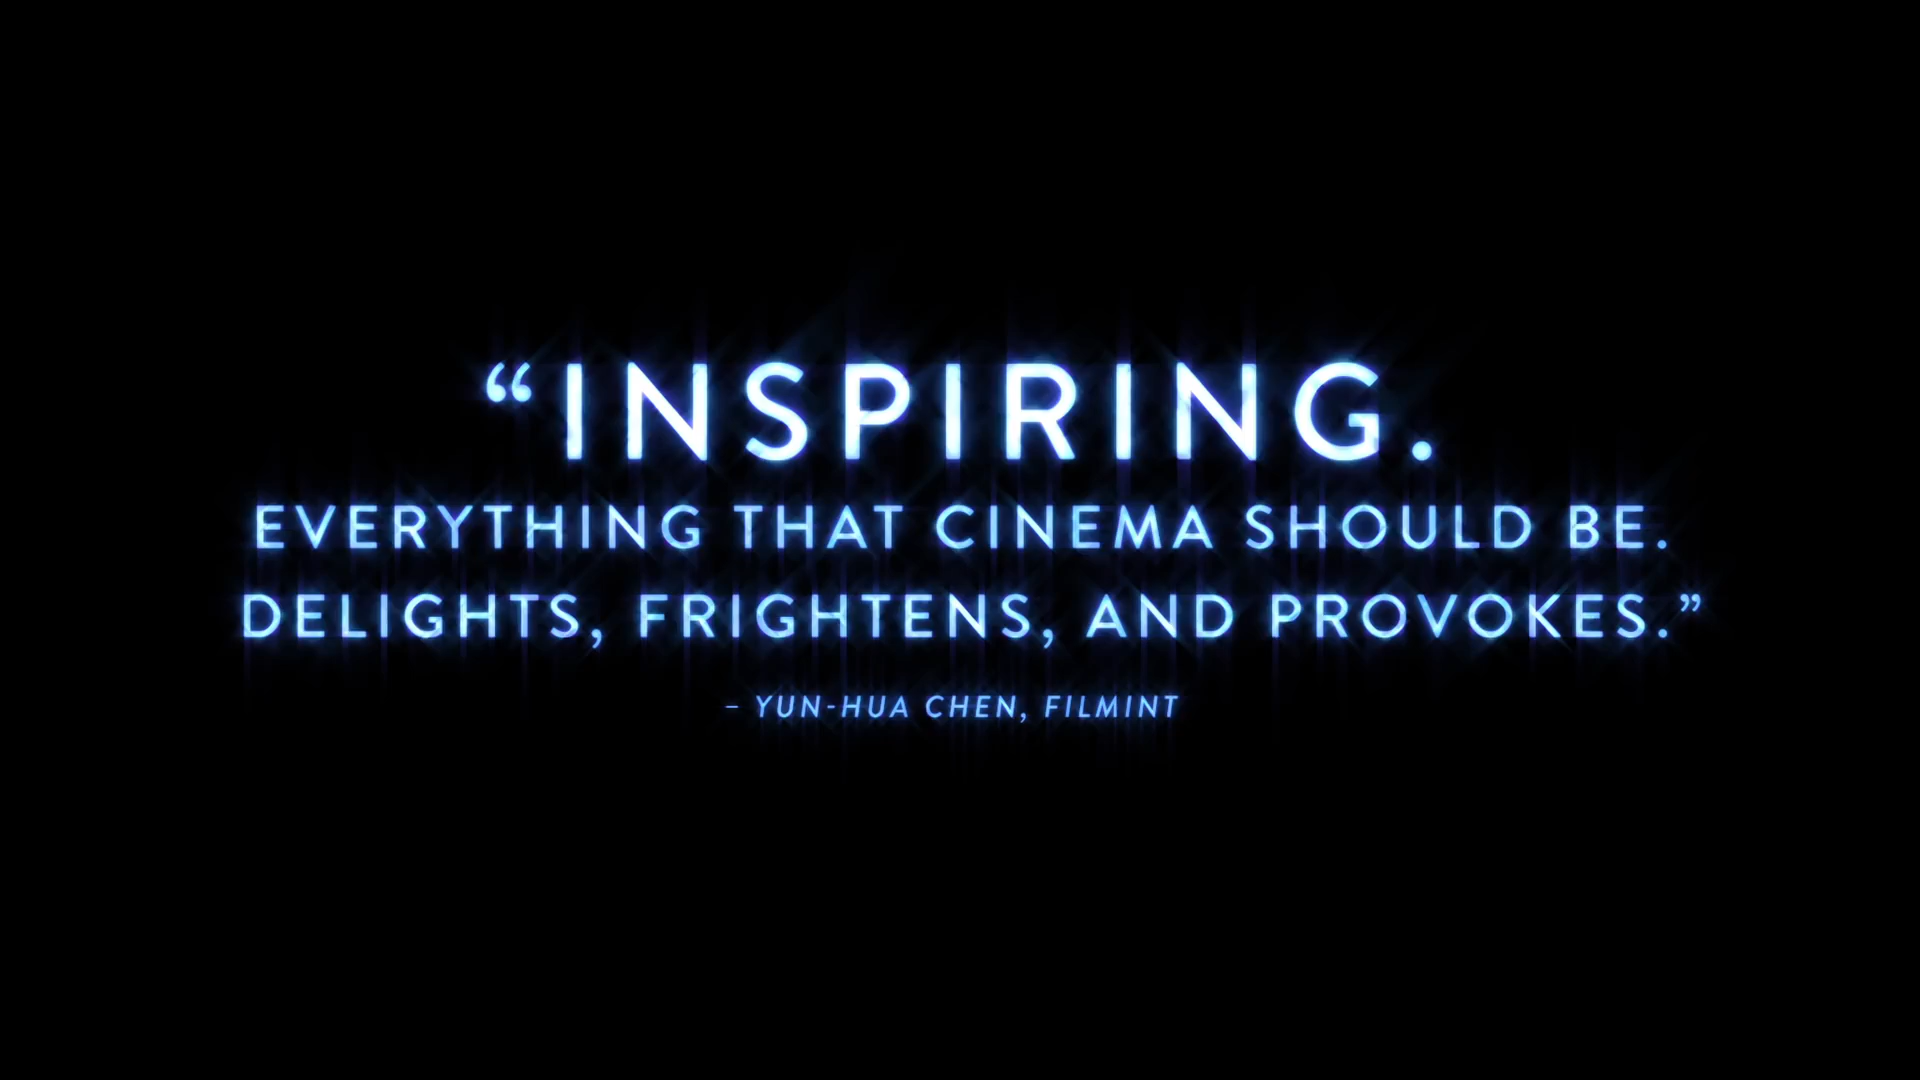 “INSPIRING.
EVERYTHING THAT CINEMA SHOULD BE.
DELIGHTS, FRIGHTENS, AND PROVOKES.”
– YUN-HUA CHEN, FILMINT